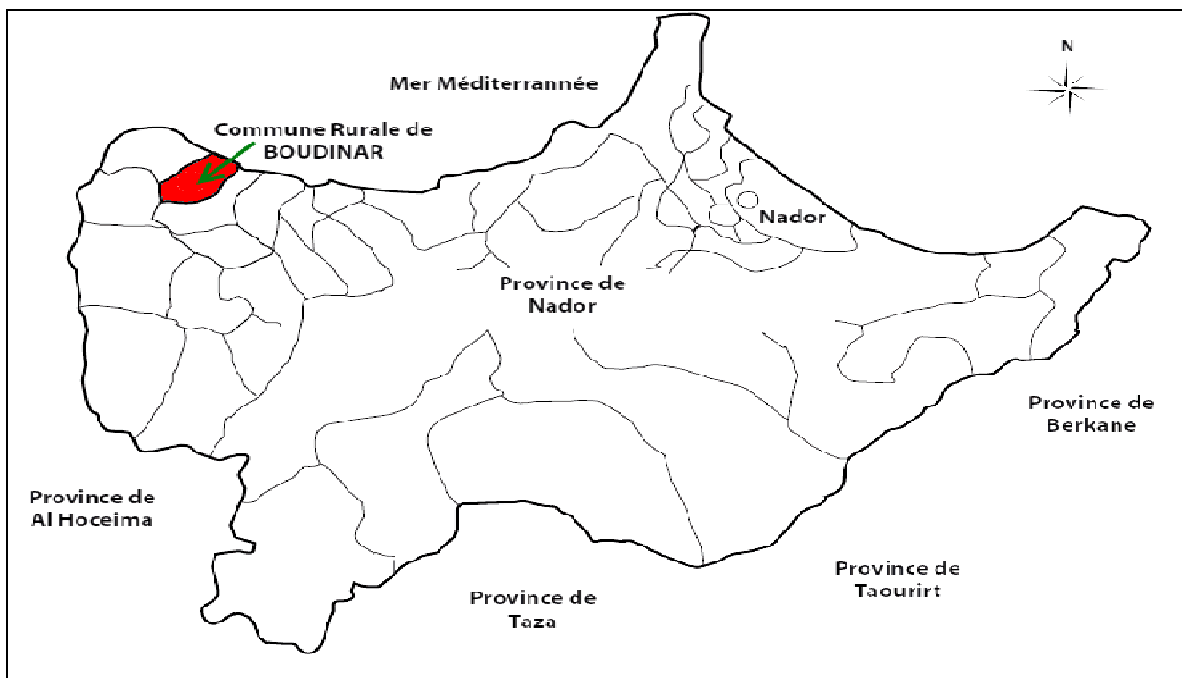 N
Mer Méditerrannée
Commune Rurale de
BOUDINAR
Nador
Province de
Nador
Province de
Berkane
Province de
Al Hoceima
Province de
Taourirt
Province de
Taza